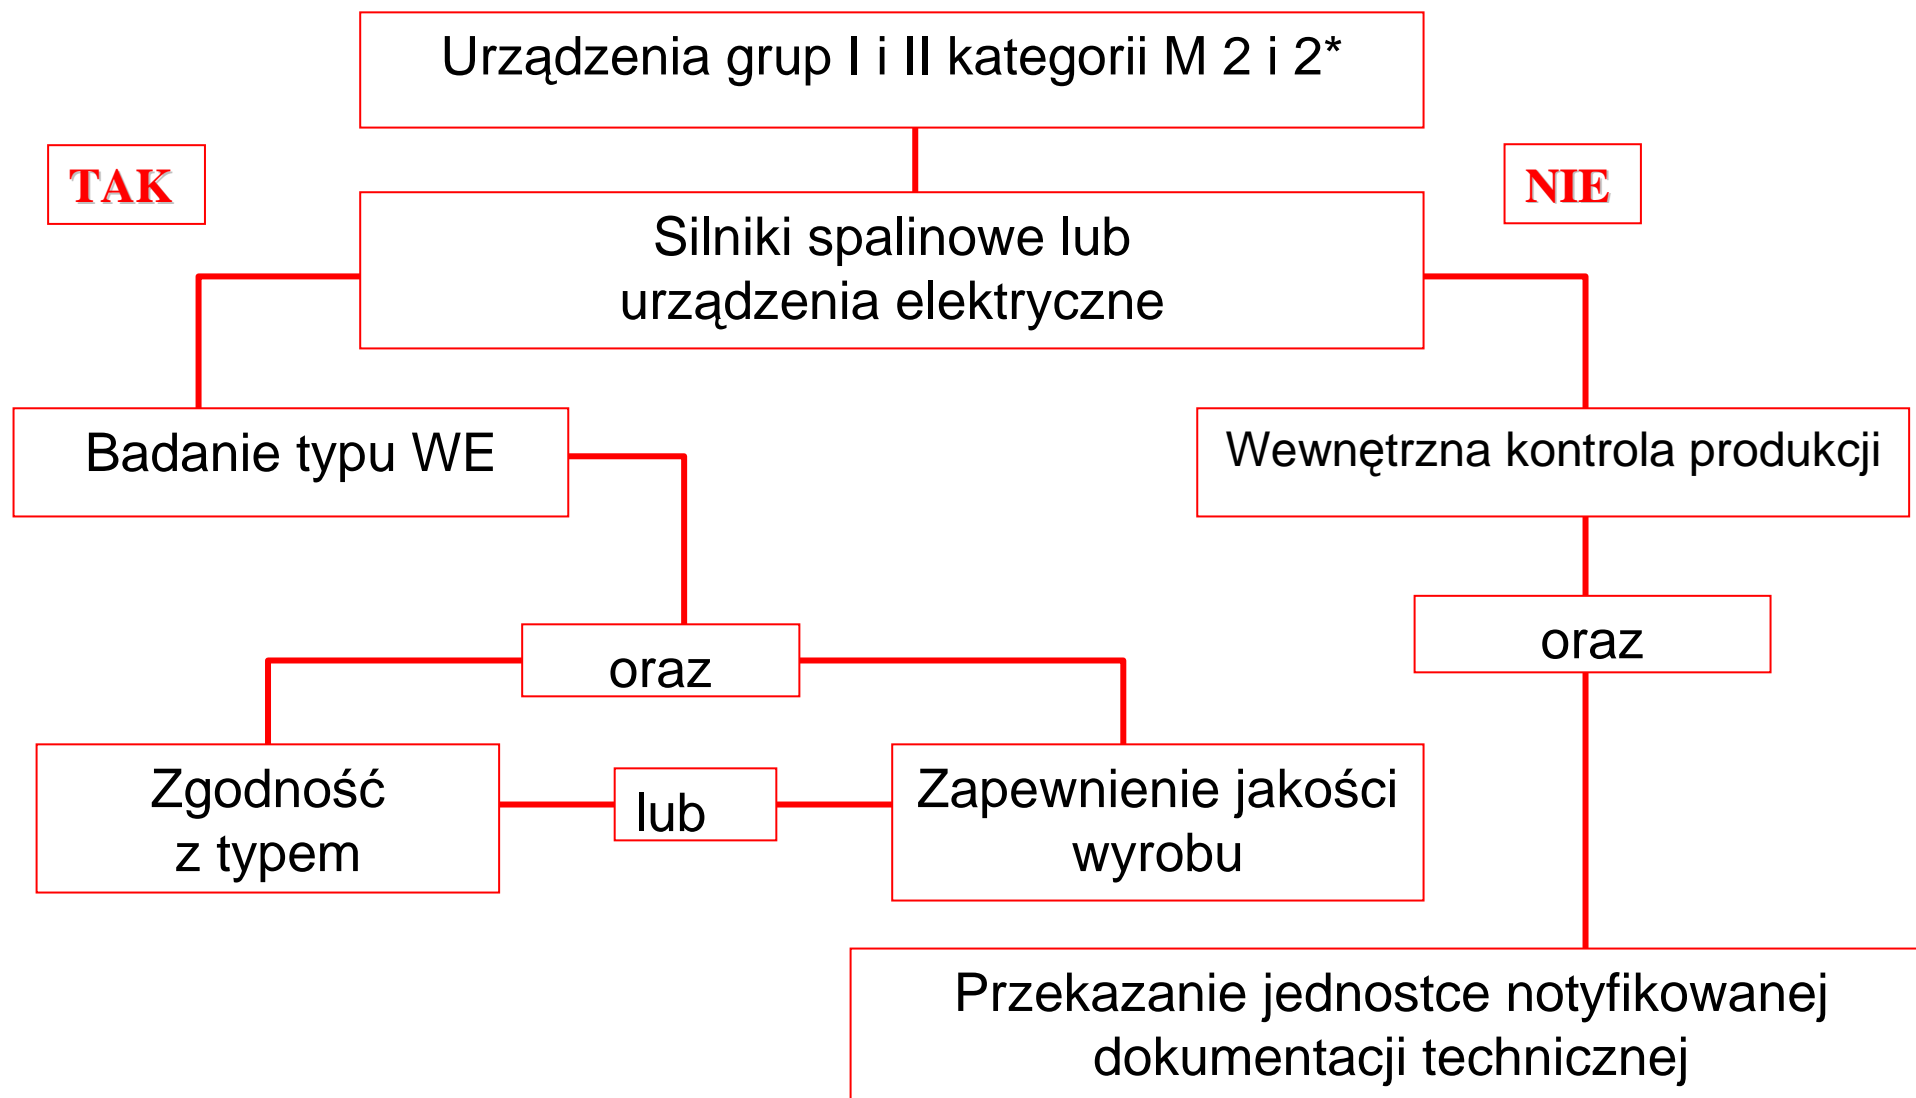 Urządzenia grup I i II kategorii M 2 i 2*
TAK
NIE
Silniki spalinowe lub
urządzenia elektryczne
Badanie typu WE
Wewnętrzna kontrola produkcji
oraz
oraz
Zgodność
z typem
lub
Zapewnienie jakości
wyrobu
Przekazanie jednostce notyfikowanej
dokumentacji technicznej